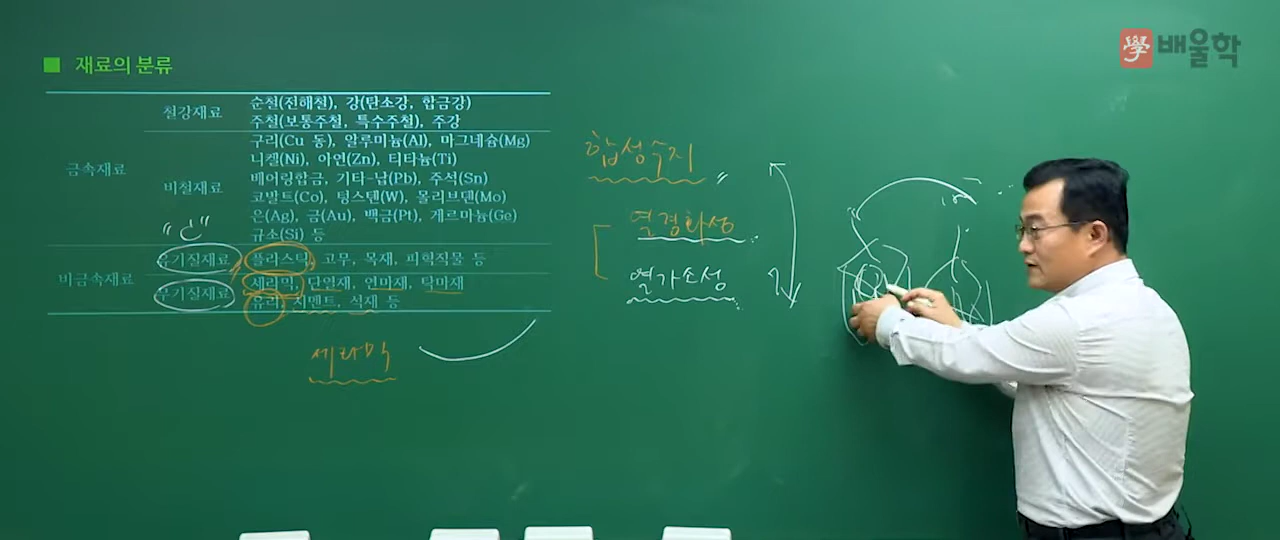 學 배울학
■ 재료의 분류
금속재료
철강재료
순철(전해철), 강(탄소강, 합금강)
주철(보통주철, 특수주철), 주강
비철재료
구리(Cu 동), 알루미늄(Al), 마그네슘(Mg)
니켈(Ni), 아연(Zn), 티타늄(Ti)
베어링합금, 기타-납(Pb), 주석(Sn)
코발트(Co), 텅스텐(W), 몰리브덴(Mo)
은(Ag), 금(Au), 백금(Pt), 게르마늄(Ge)
규소(Si) 등
비금속재료
유기질재료
플라스틱, 고무, 목재, 피혁직물 등
무기질재료
세라믹, 단열재, 연마재, 탁마재
유리, 시멘트, 석재 등
"C"
세라믹
합성수지
열경화성
열가소성